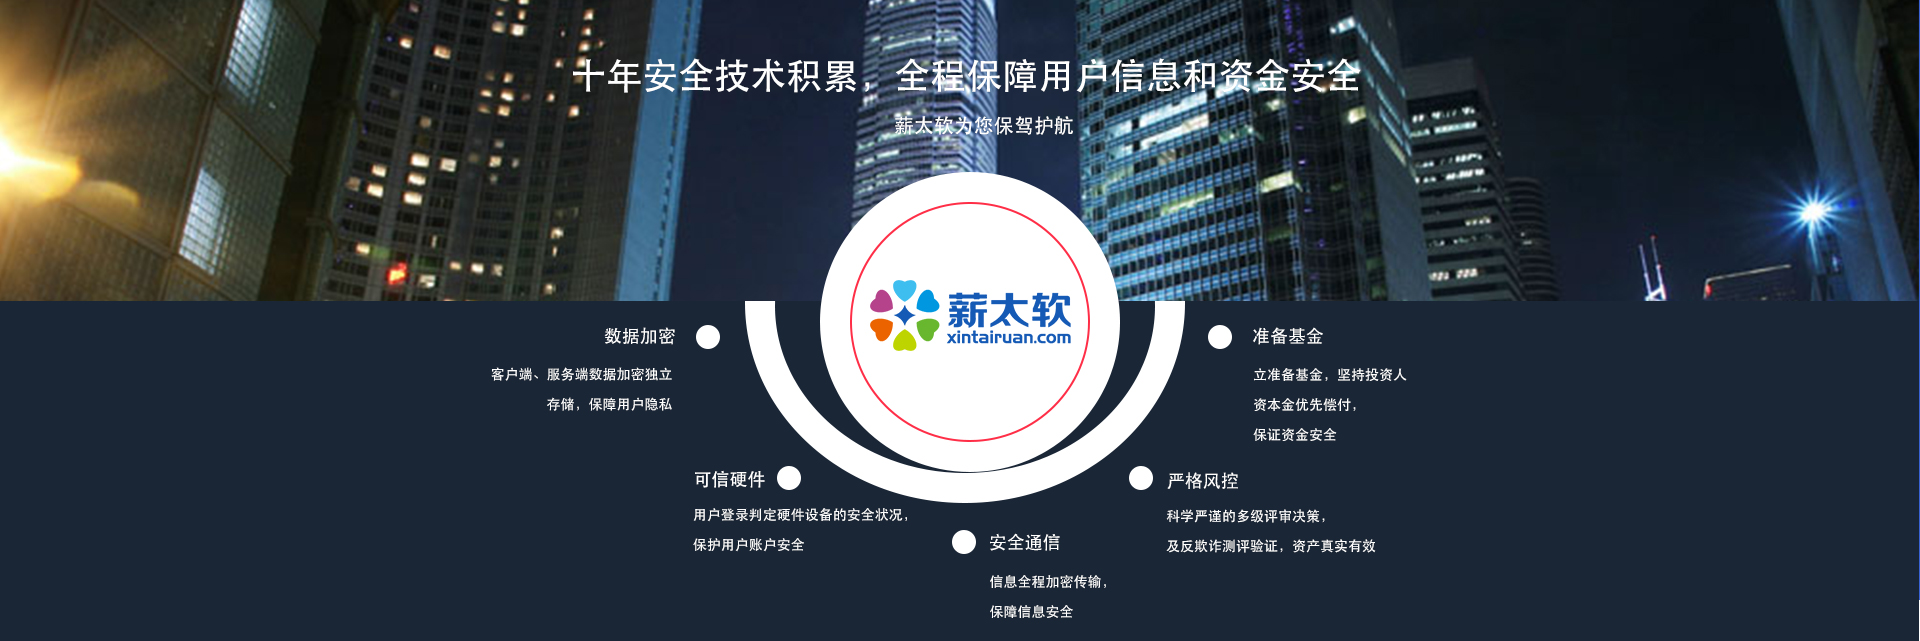 十年安全技术积累，全程保障用户信息和资金安全
薪太软为您保驾护航
薪太软
xintairuan.com
数据加密
客户端、服务端数据加密独立
存储，保障用户隐私
准备基金
立准备基金，坚持投资人
资本金优先偿付，
保证资金安全
可信硬件
用户登录判定硬件设备的安全状况，
保护用户账户安全
严格风控
科学严谨的多级评审决策，
及反欺诈测评验证，资产真实有效
安全通信
信息全程加密传输，
保障信息安全